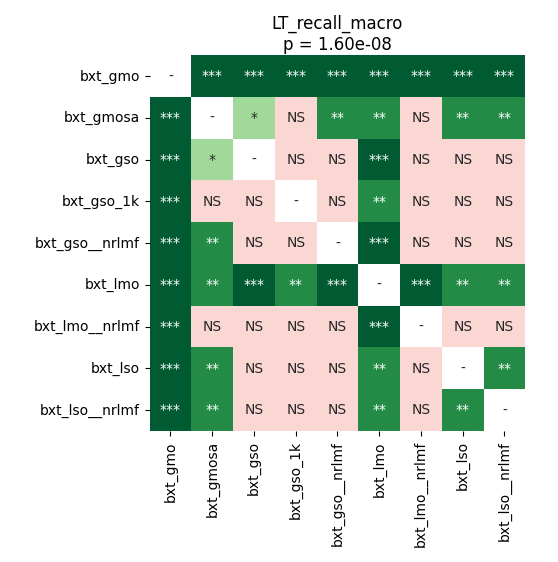 LT_recall_macro
p = 1.60e-08
bxt_gmo - *** *** *** *** *** *** *** ***
bxt_gmosa *** - * NS ** ** NS ** **
bxt_gso *** * - NS NS *** NS NS NS
bxt_gso_1k *** NS NS - NS ** NS NS NS
bxt_gso__nrlmf *** ** NS NS - *** NS NS NS
bxt_lmo *** ** *** ** *** - *** ** **
bxt_lmo__nrlmf *** NS NS NS NS *** - NS NS
bxt_lso *** ** NS NS NS ** NS - **
bxt_lso__nrlmf *** ** NS NS NS ** NS ** -
bxt_gmo
bxt_gmosa
bxt_gso
bxt_gso_1k
bxt_gso__nrlmf
bxt_lmo
bxt_lmo__nrlmf
bxt_lso
bxt_lso__nrlmf